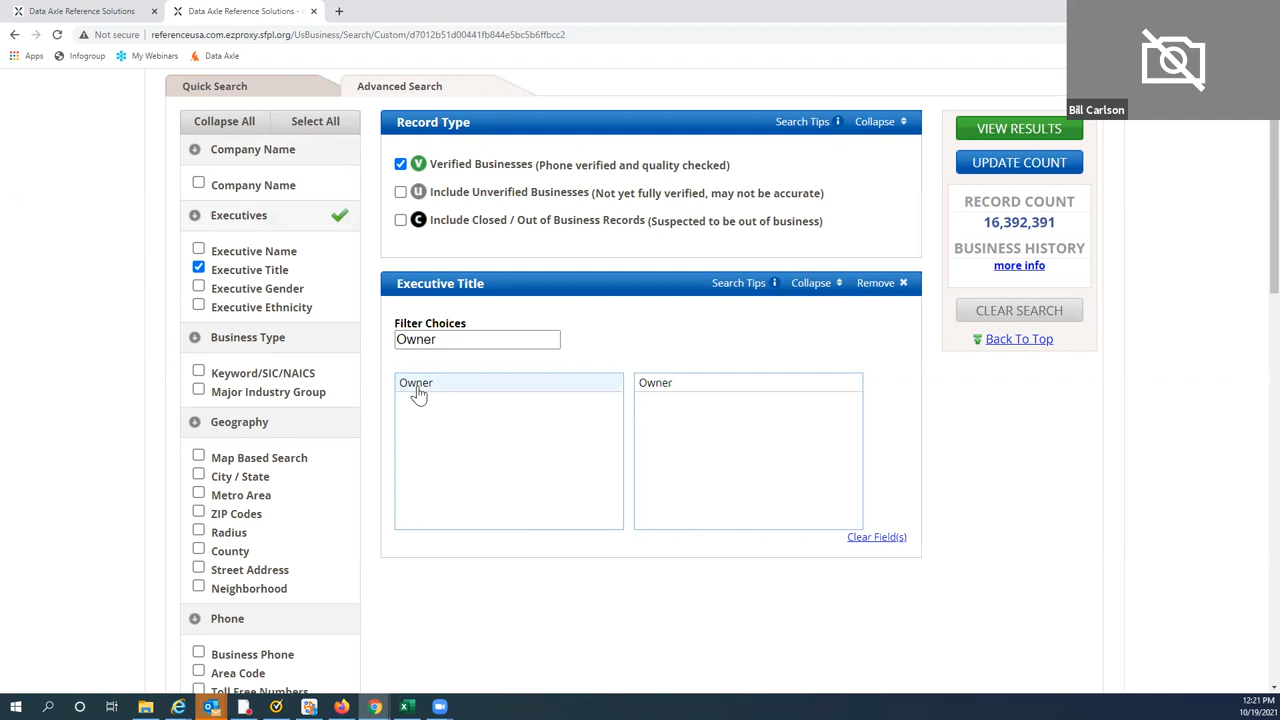 Data Axle Reference Solutions
Data Axle Reference Solutions - A
Not secure
referenceusa.com.ezproxy.sfpl.org/UsBusiness/Search/Custom/d7012b51d00441fb844e5bc5b6ffbcc2
Apps
Infogroup
My Webinars
Data Axle
Bill Carlson
Quick Search
Advanced Search
Collapse All
Select All
Company Name
Company Name
Executives
Executive Name
Executive Title
Executive Gender
Executive Ethnicity
Business Type
Keyword/SIC/NAICS
Major Industry Group
Geography
Map Based Search
City / State
Metro Area
ZIP Codes
Radius
County
Street Address
Neighborhood
Phone
Business Phone
Area Code
Toll Free Numbers
Record Type
Search Tips
Collapse
Verified Businesses (Phone verified and quality checked)
Include Unverified Businesses (Not yet fully verified, may not be accurate)
Include Closed / Out of Business Records (Suspected to be out of business)
Executive Title
Search Tips
Collapse
Remove
Filter Choices
Owner
Owner
Owner
Clear Field(s)
VIEW RESULTS
UPDATE COUNT
RECORD COUNT
16,392,391
BUSINESS HISTORY
more info
CLEAR SEARCH
Back To Top
12:21 PM
10/19/2021